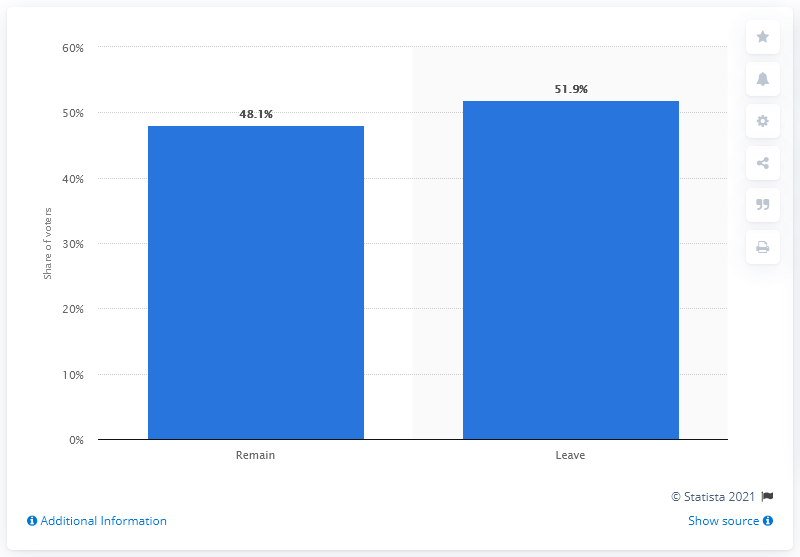 60%
50%
40%
30%
20%
10%
0%
Share of voters
48.1%
51.9%
Remain
Leave
© Statista 2021
Additional Information
Show source